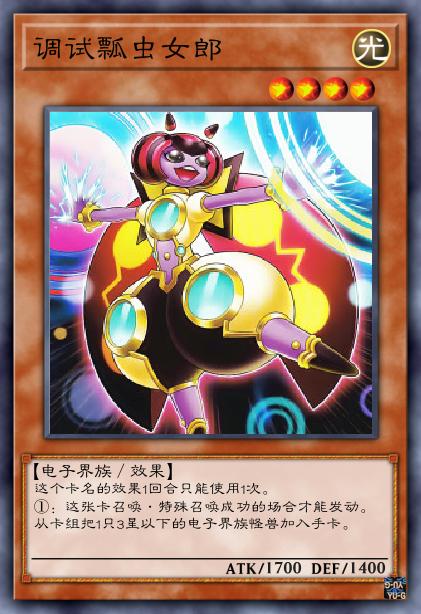 调试瓢虫女郎
光
【电子界族／效果】
这个卡名的效果1回合只能使用1次。
①：这张卡召唤·特殊召唤成功的场合才能发动。
从卡组把1只3星以下的电子界族怪兽加入手卡。
ATK/1700 DEF/1400